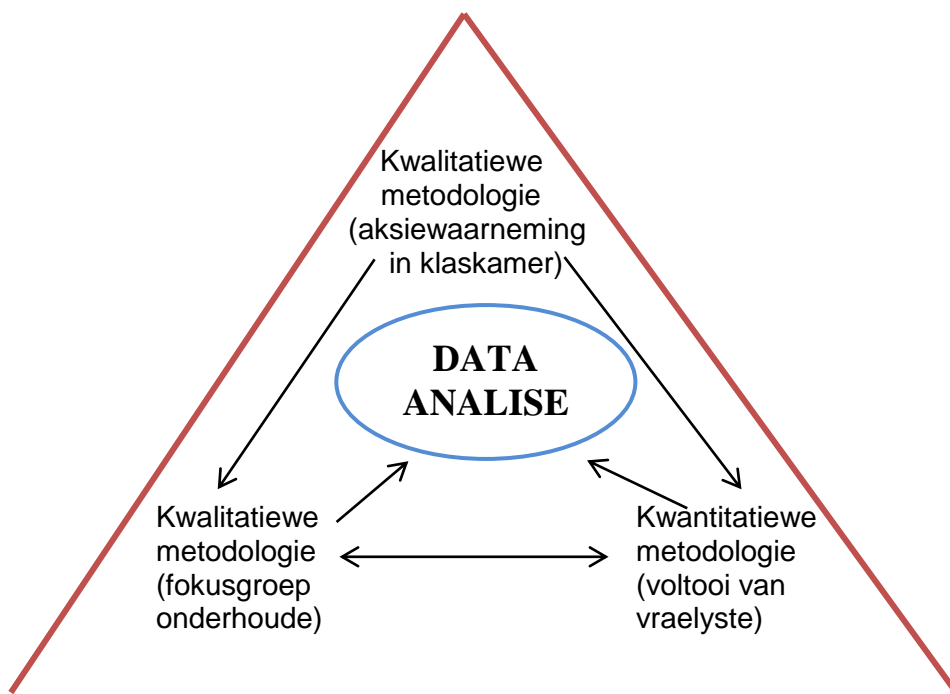 Kwalitatiewe
metodologie
(aksiewaarneming
in klaskamer)
DATA
ANALISE
Kwalitatiewe
metodologie
(fokusgroep
onderhoude)
Kwantitatiewe
metodologie
(voltooi van
vraelyste)